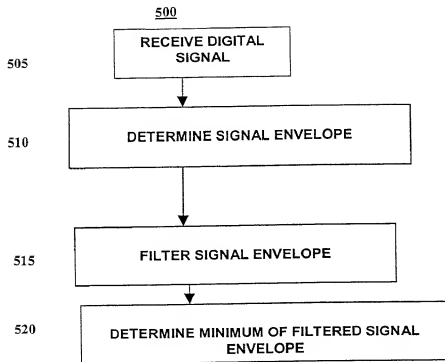 500
RECEIVE DIGITAL
SIGNAL
505
DETERMINE SIGNAL ENVELOPE
510
FILTER SIGNAL ENVELOPE
515
DETERMINE MINIMUM OF FILTERED SIGNAL
ENVELOPE
520